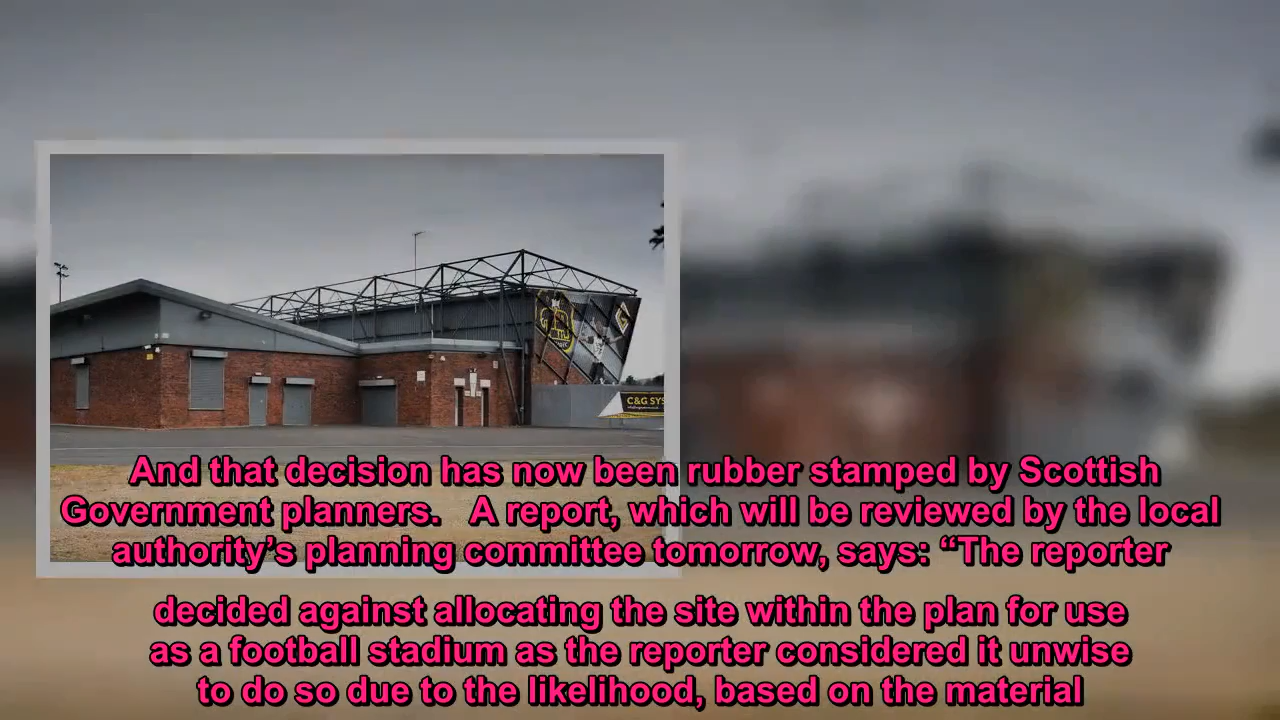 C&G SYS
And that decision has now been rubber stamped by Scottish
Government planners.   A report, which will be reviewed by the local
authority’s planning committee tomorrow, says: “The reporter
decided against allocating the site within the plan for use
as a football stadium as the reporter considered it unwise
to do so due to the likelihood, based on the material